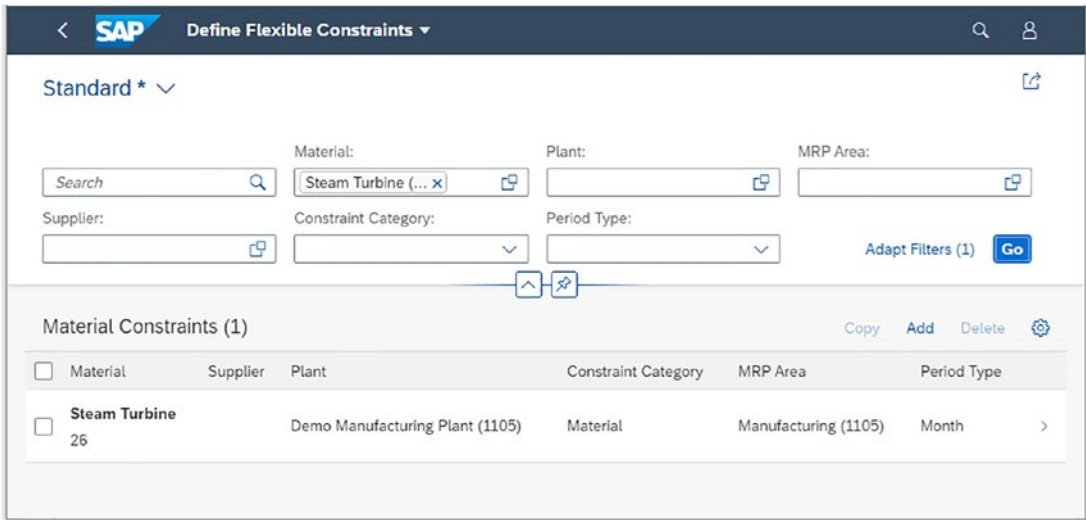 SAP Define Flexible Constraints
Standard *
Material: Plant: MRP Area:
Search Steam Turbine (...
Supplier: Constraint Category: Period Type:
Adapt Filters (1) Go
Material Constraints (1) Copy Add Delete
Material Supplier Plant Constraint Category MRP Area Period Type
Steam Turbine
26 Demo Manufacturing Plant (1105) Material Manufacturing (1105) Month